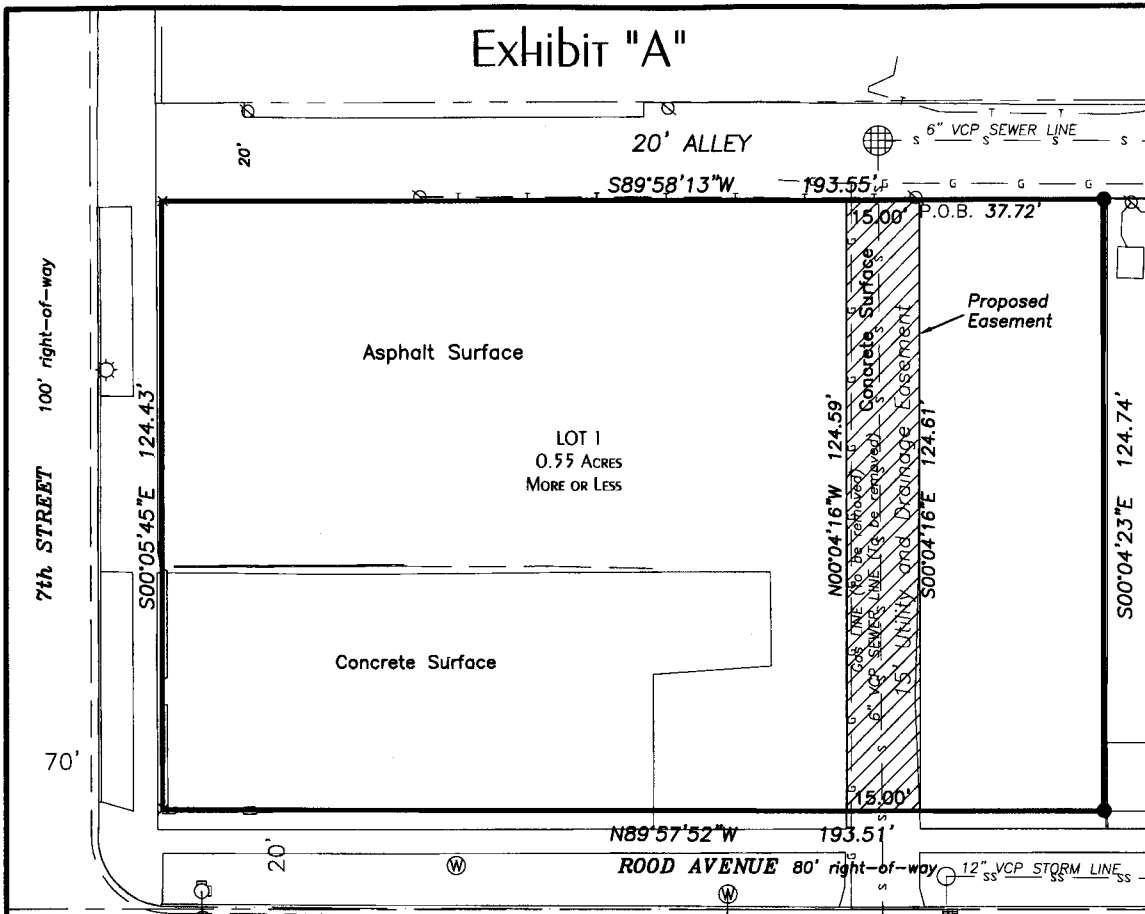 Exhibit "A"
20' ALLEY
6" VCP SEWER LINE
20'
S89°58'13"W 193.55'
15.00'
P.O.B. 37.72'
Proposed
Easement
Asphalt Surface
LOT 1
0.55 ACRES
MORE OR LESS
Concrete Surface
7th STREET 100' right-of-way
S00°05'45"E 124.43'
N00°04'16"W 124.59'
Gas LINE (To be removed)
6" VCP SEWER LINE (To be removed)
Concrete Surface
15' Utility and Drainage Easement
S00°04'16"E 124.61'
S00°04'23"E 124.74'
70'
15.00'
N89°57'52"W 193.51'
20'
ROOD AVENUE 80' right-of-way
12" VCP STORM LINE
W
W